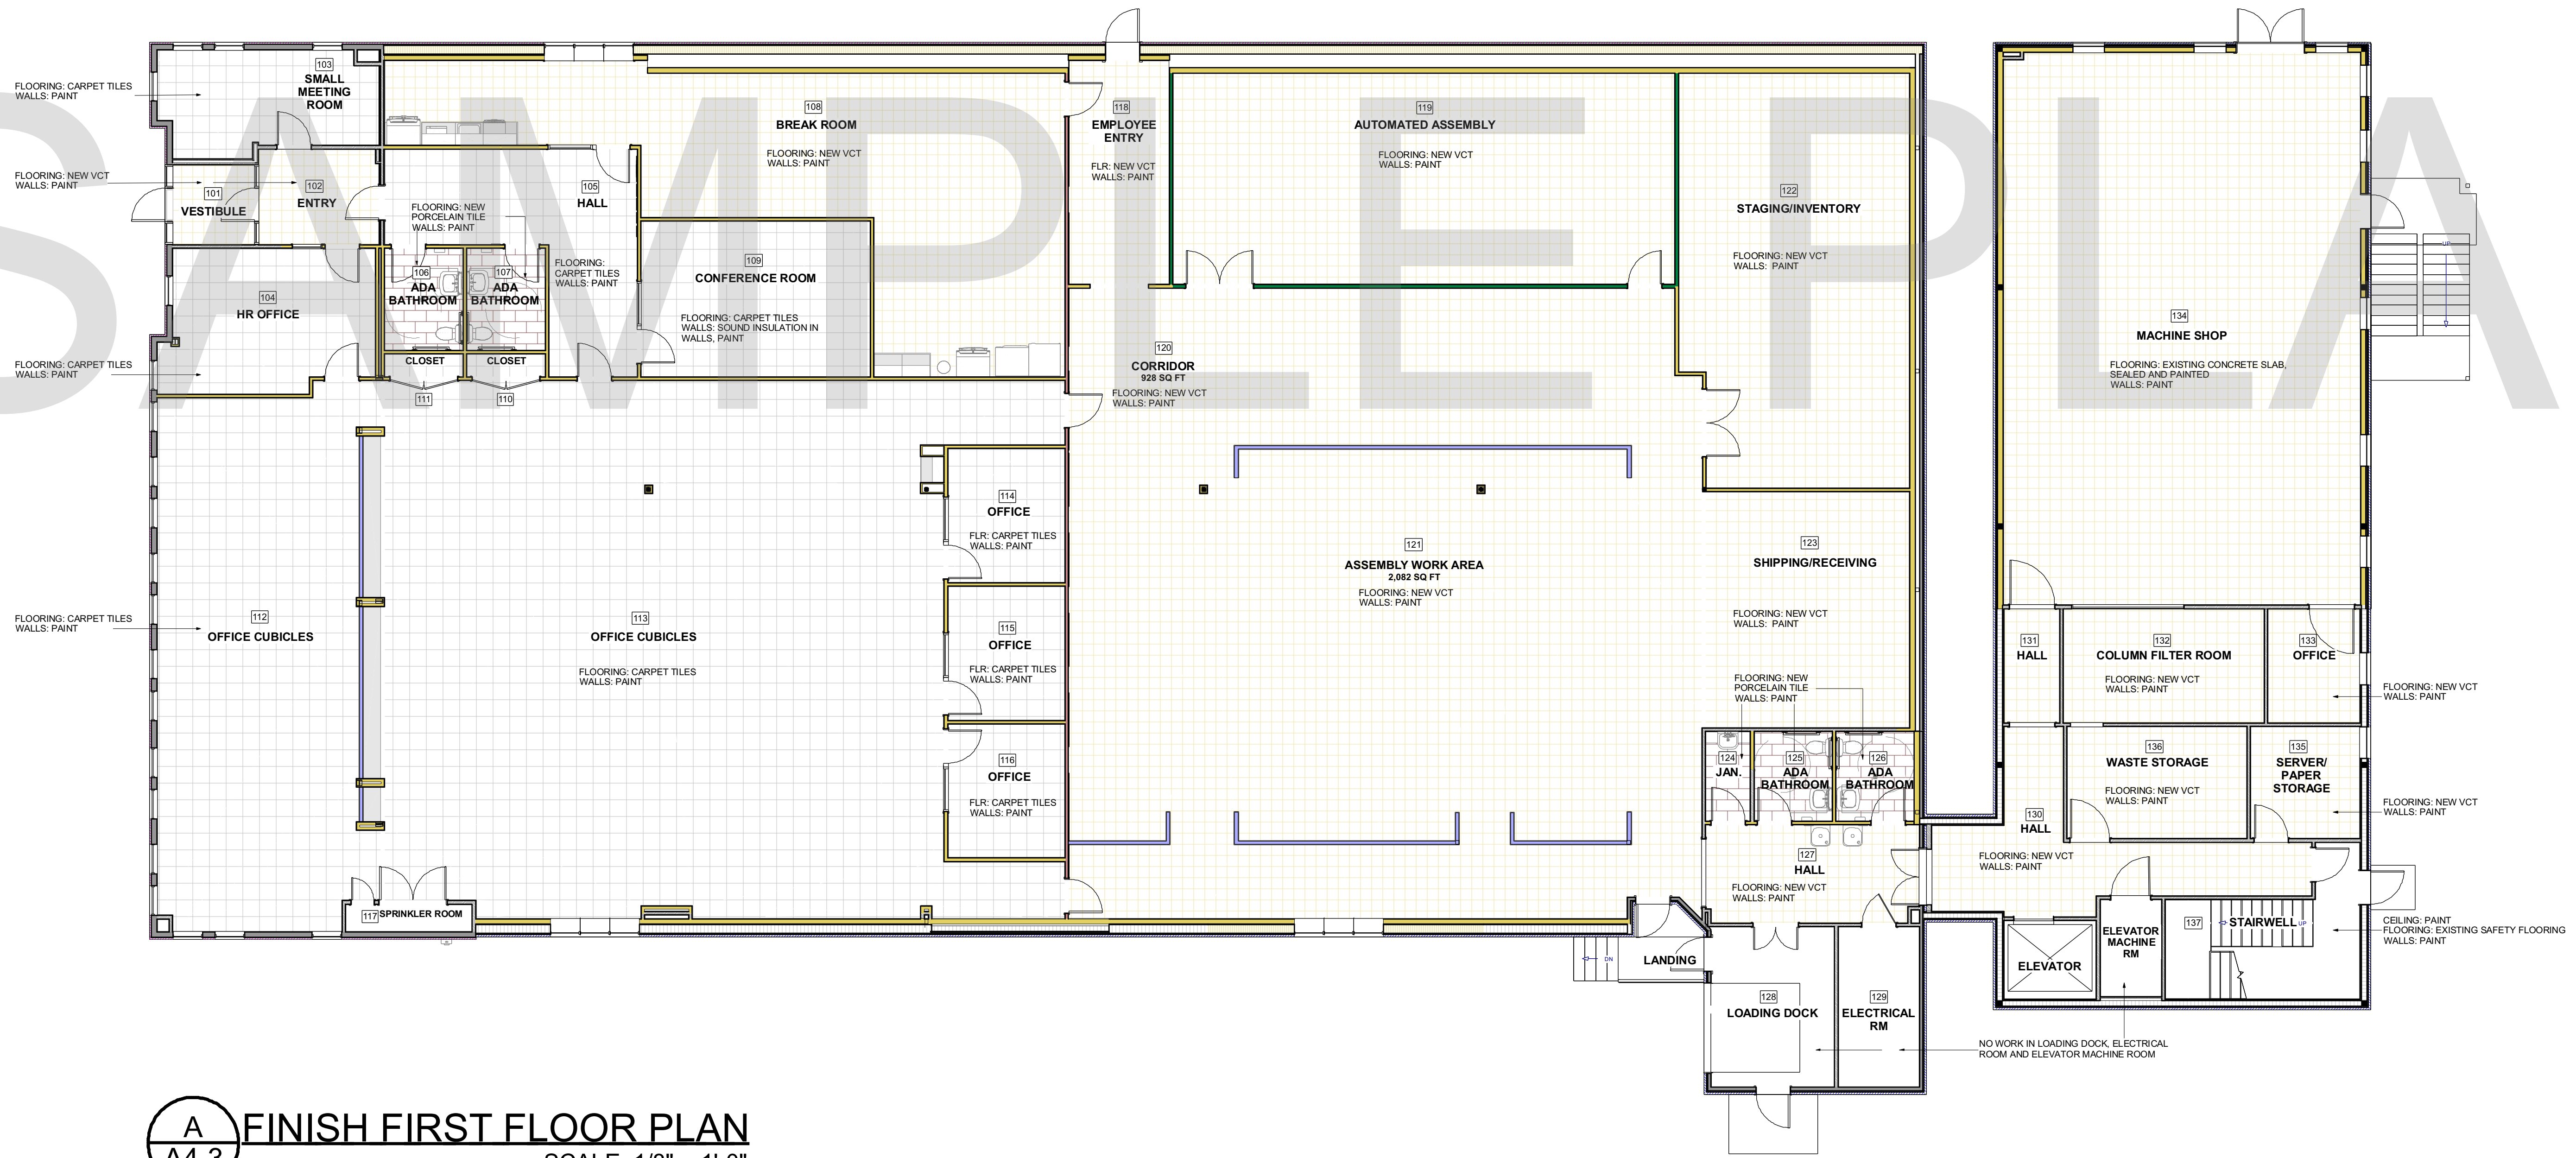 SAMPLE PLA
103
SMALL
MEETING
ROOM
FLOORING: CARPET TILES
WALLS: PAINT
FLOORING: NEW VCT
WALLS: PAINT
101
VESTIBULE
102
ENTRY
104
HR OFFICE
FLOORING: CARPET TILES
WALLS: PAINT
105
HALL
FLOORING: NEW
PORCELAIN TILE
WALLS: PAINT
FLOORING:
CARPET TILES
WALLS: PAINT
106
ADA
BATHROOM
107
ADA
BATHROOM
CLOSET
CLOSET
111
110
108
BREAK ROOM
FLOORING: NEW VCT
WALLS: PAINT
109
CONFERENCE ROOM
FLOORING: CARPET TILES
WALLS: SOUND INSULATION IN
WALLS, PAINT
118
EMPLOYEE
ENTRY
FLR: NEW VCT
WALLS: PAINT
119
AUTOMATED ASSEMBLY
FLOORING: NEW VCT
WALLS: PAINT
120
CORRIDOR
928 SQ FT
FLOORING: NEW VCT
WALLS: PAINT
122
STAGING/INVENTORY
FLOORING: NEW VCT
WALLS: PAINT
134
MACHINE SHOP
FLOORING: EXISTING CONCRETE SLAB,
SEALED AND PAINTED
WALLS: PAINT
UP
FLOORING: CARPET TILES
WALLS: PAINT
112
OFFICE CUBICLES
113
OFFICE CUBICLES
FLOORING: CARPET TILES
WALLS: PAINT
114
OFFICE
FLR: CARPET TILES
WALLS: PAINT
115
OFFICE
FLR: CARPET TILES
WALLS: PAINT
116
OFFICE
FLR: CARPET TILES
WALLS: PAINT
117
SPRINKLER ROOM
121
ASSEMBLY WORK AREA
2,082 SQ FT
FLOORING: NEW VCT
WALLS: PAINT
123
SHIPPING/RECEIVING
FLOORING: NEW VCT
WALLS: PAINT
FLOORING: NEW
PORCELAIN TILE
WALLS: PAINT
124
JAN.
125
ADA
BATHROOM
126
ADA
BATHROOM
127
HALL
FLOORING: NEW VCT
WALLS: PAINT
DN
LANDING
128
LOADING DOCK
129
ELECTRICAL
RM
131
HALL
132
COLUMN FILTER ROOM
FLOORING: NEW VCT
WALLS: PAINT
133
OFFICE
FLOORING: NEW VCT
WALLS: PAINT
136
WASTE STORAGE
FLOORING: NEW VCT
WALLS: PAINT
135
SERVER/
PAPER
STORAGE
FLOORING: NEW VCT
WALLS: PAINT
130
HALL
FLOORING: NEW VCT
WALLS: PAINT
ELEVATOR
ELEVATOR
MACHINE
RM
137
STAIRWELL
UP
CEILING: PAINT
FLOORING: EXISTING SAFETY FLOORING
WALLS: PAINT
NO WORK IN LOADING DOCK, ELECTRICAL
ROOM AND ELEVATOR MACHINE ROOM
A
A4.3
FINISH FIRST FLOOR PLAN